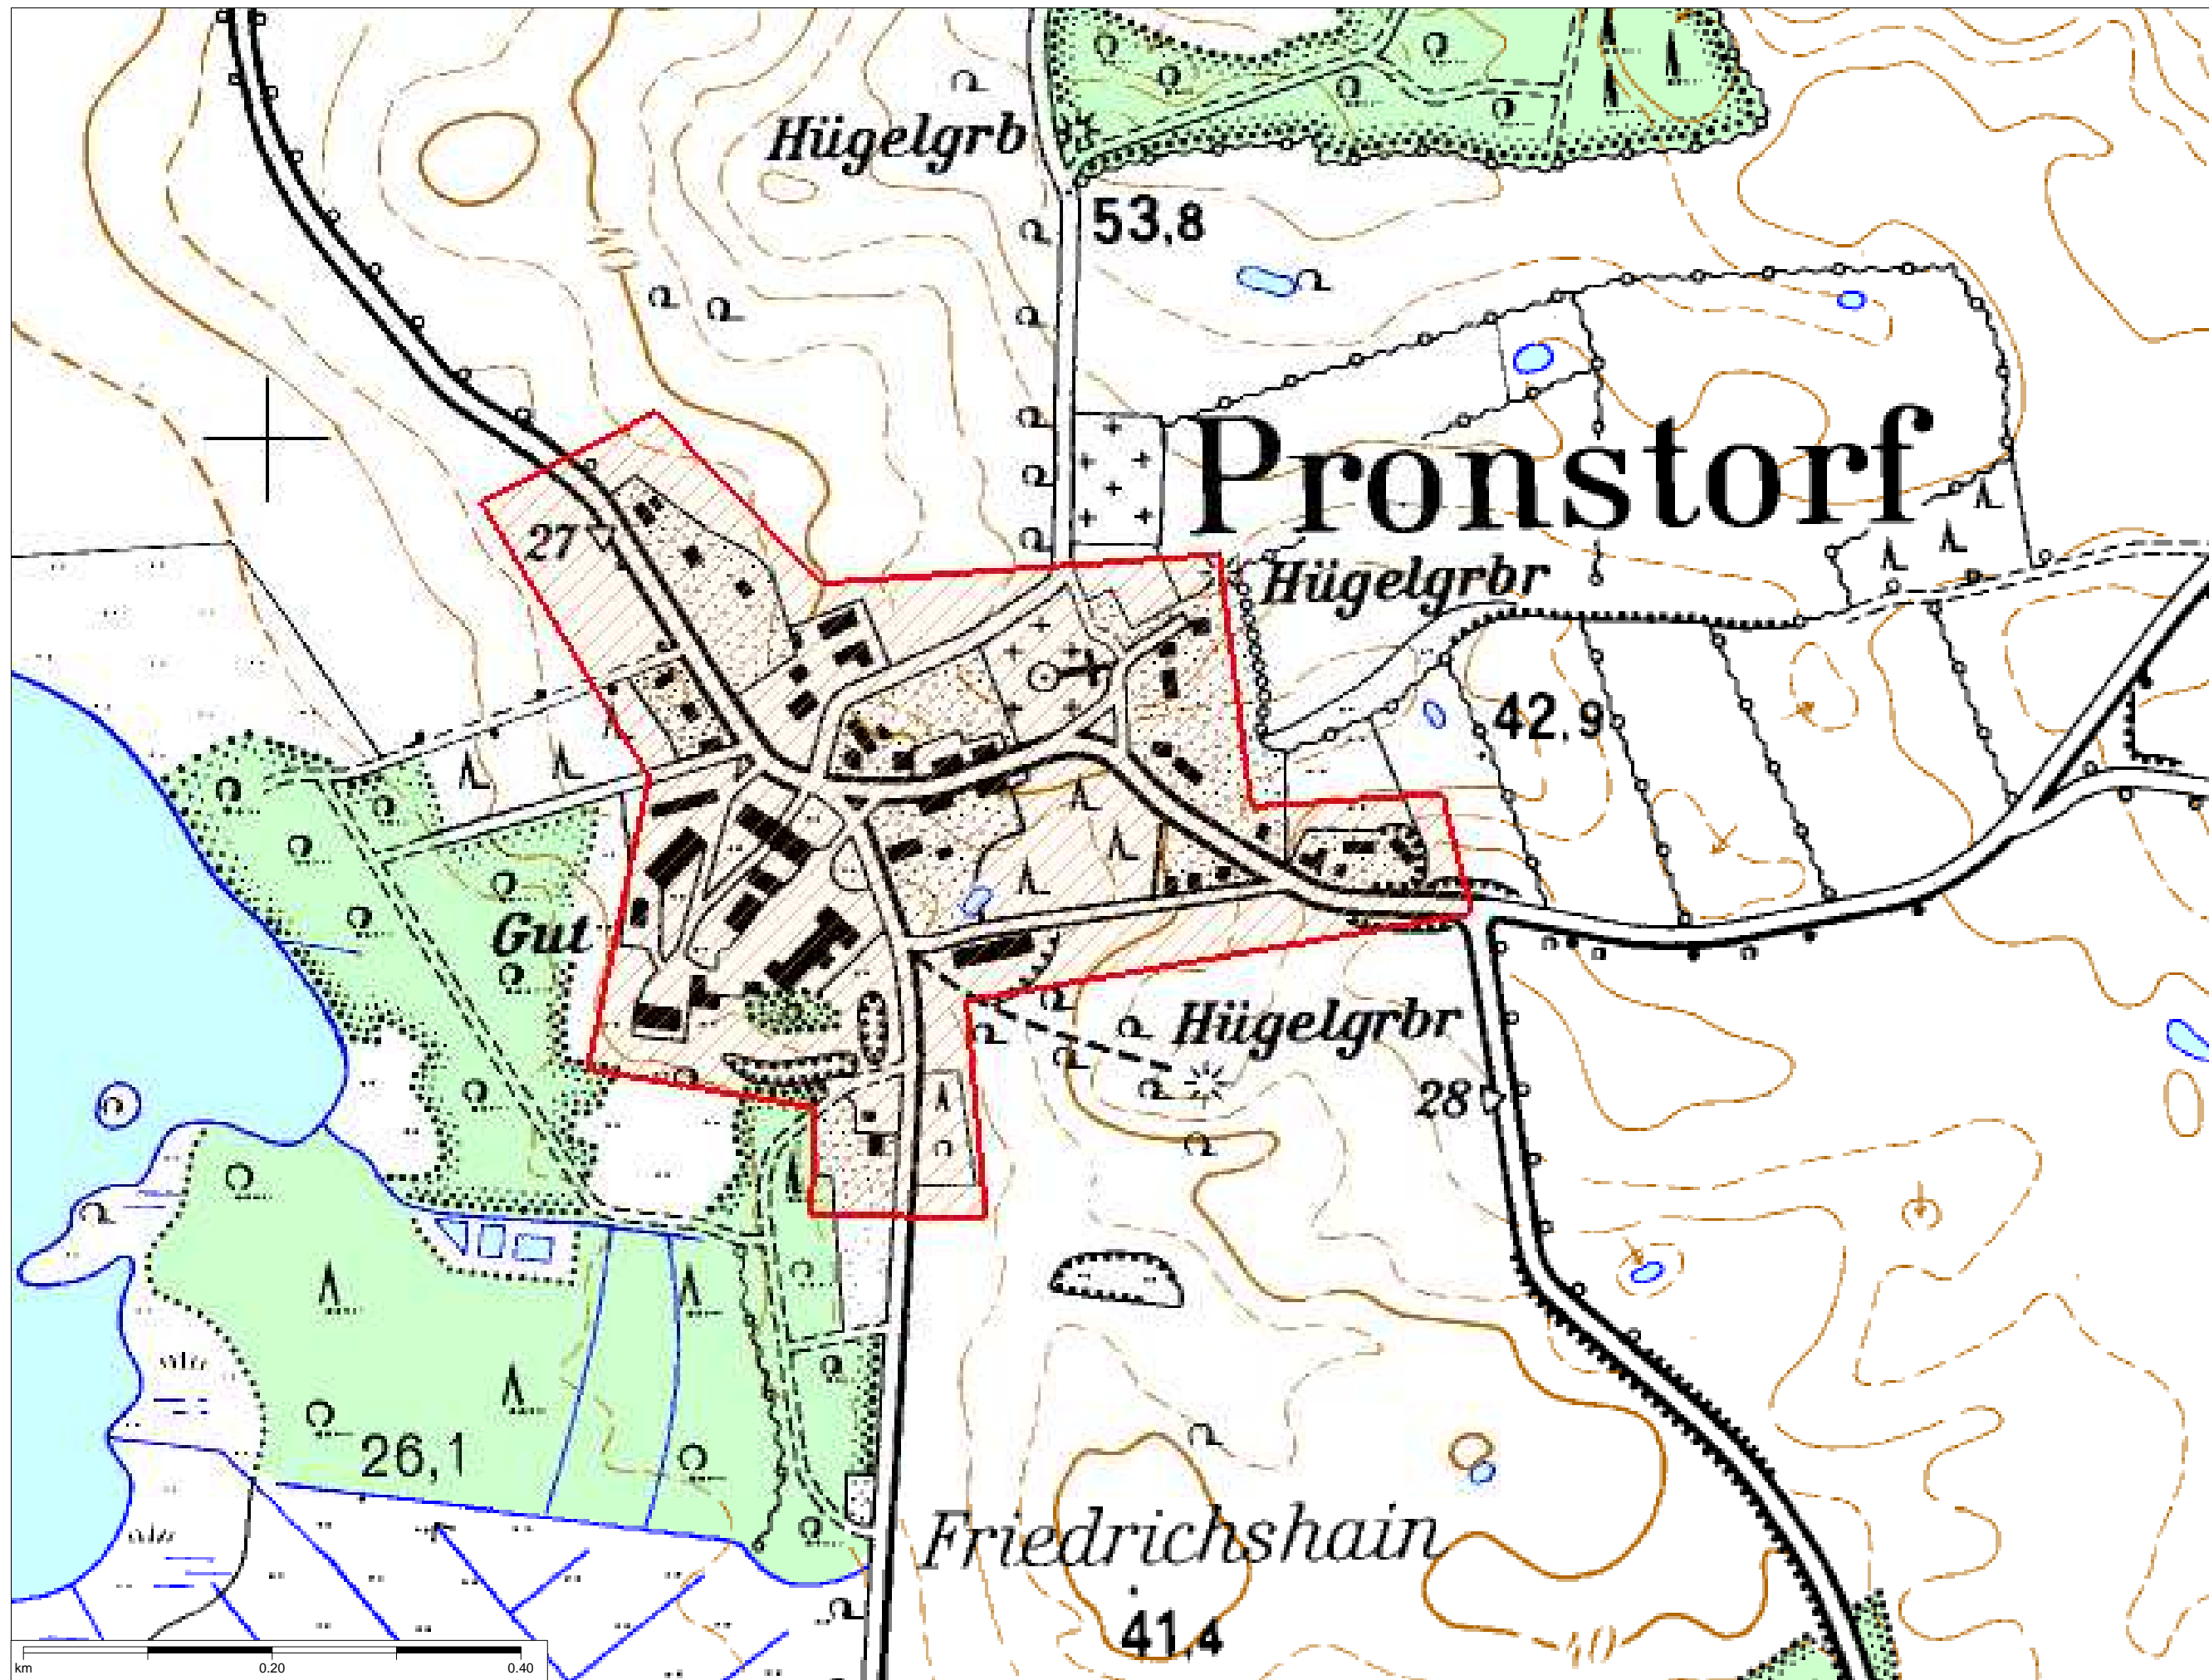 Hügelgrb
53,8
Pronstorf
27
Hügelgrbr
42,9
Gut
Hügelgrbr
28
26,1
Friedrichshain
41,4
km
0.20
0.40